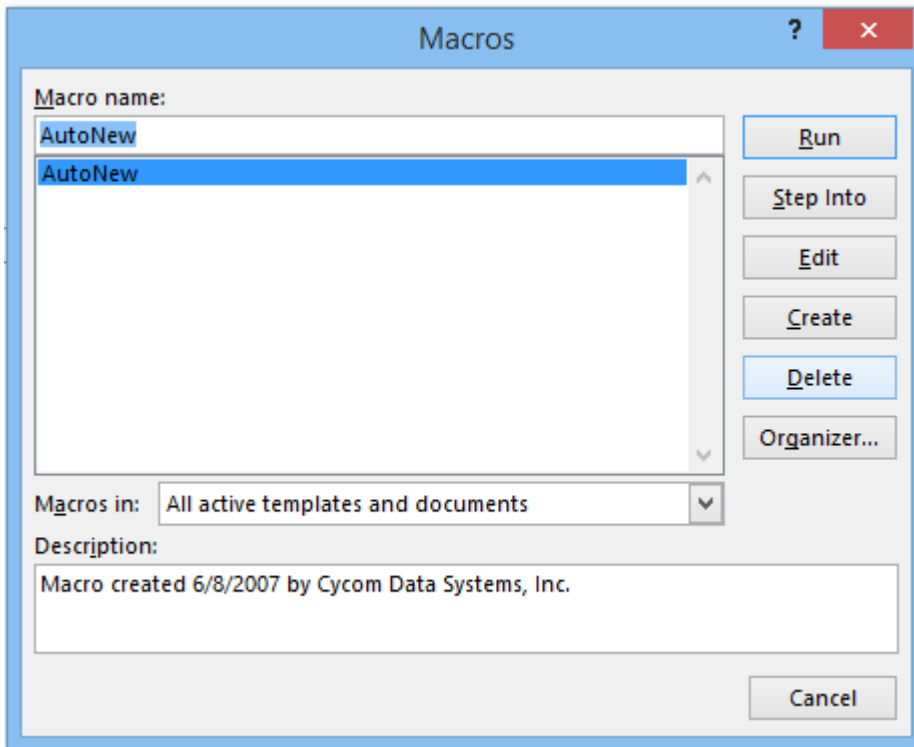 Macros
?
Macro name:
AutoNew
AutoNew
Run
Step Into
Edit
Create
Delete
Organizer...
Macros in: All active templates and documents
Description:
Macro created 6/8/2007 by Cycom Data Systems, Inc.
Cancel